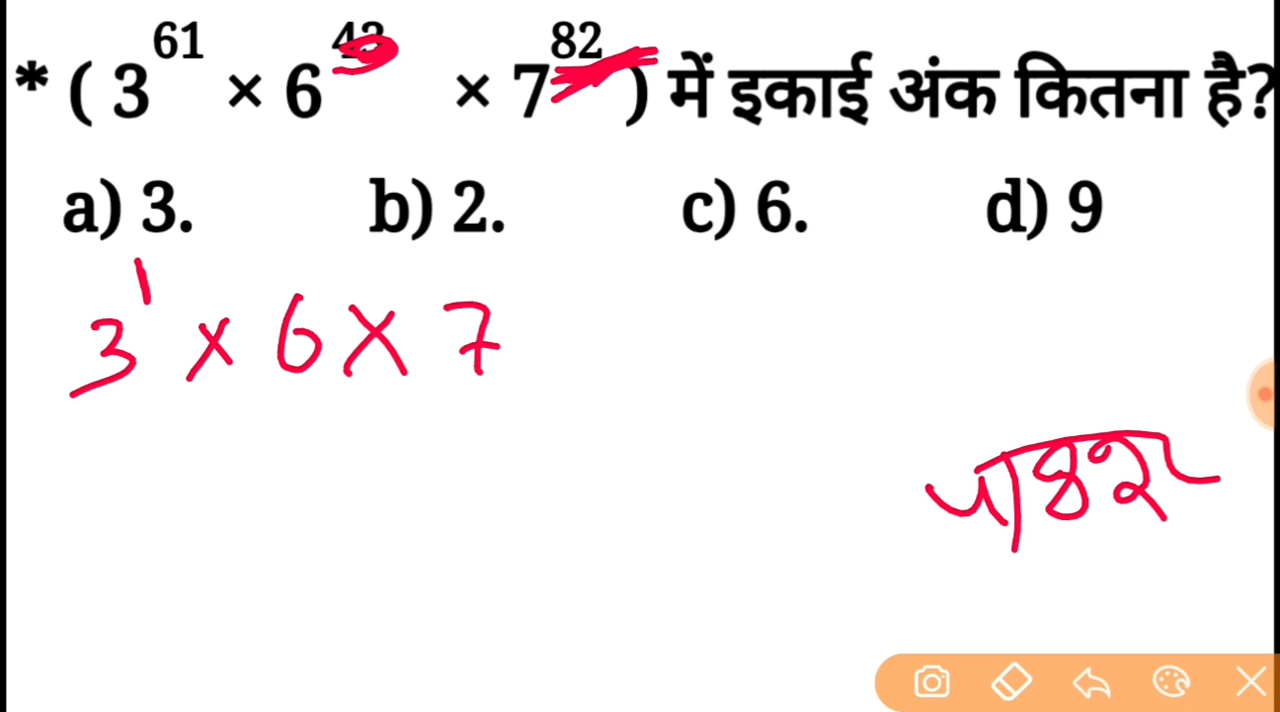 * ( 3^61 × 6^43 × 7^82 ) में इकाई अंक कितना है?
a) 3. b) 2. c) 6. d) 9
3^1 × 6 × 7